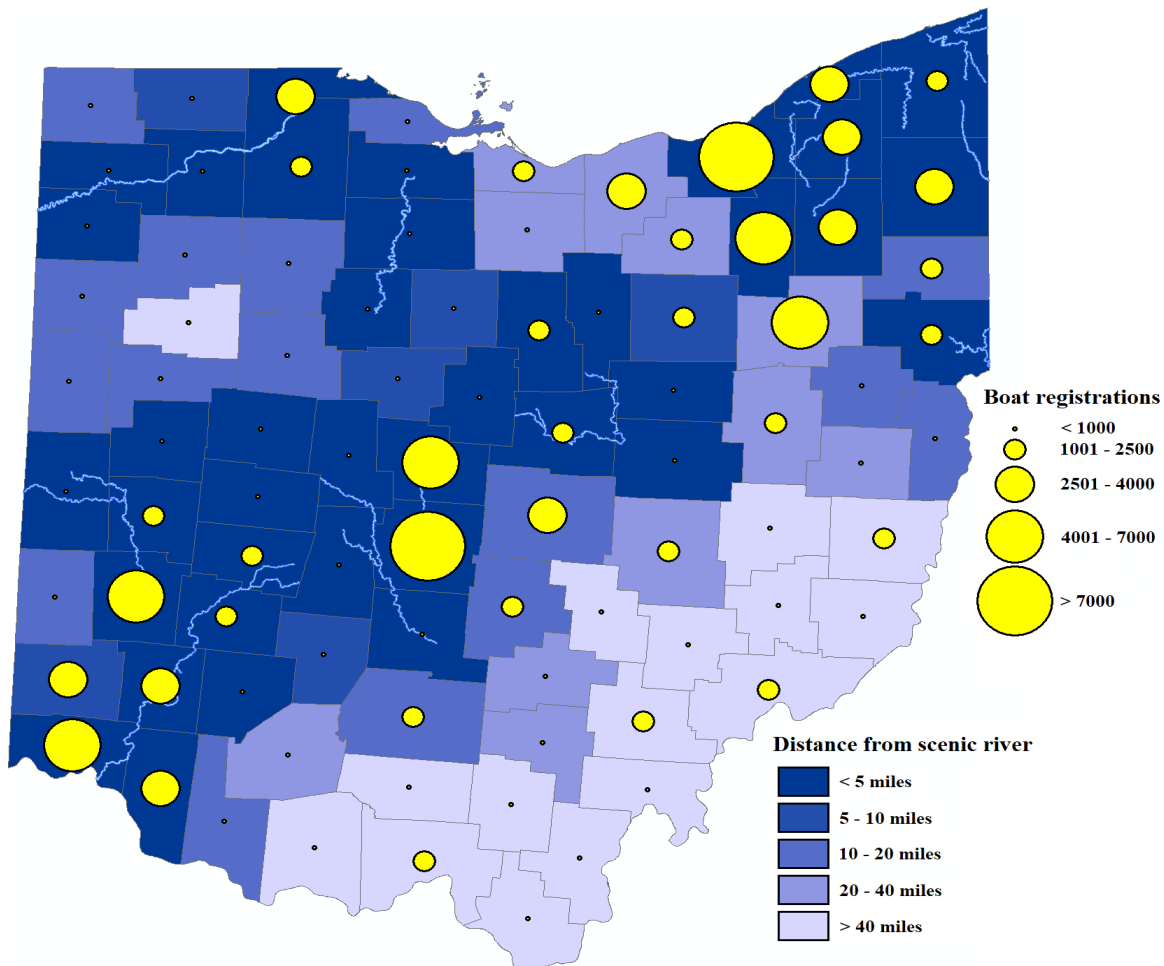 Boat registrations
< 1000
1001 - 2500
2501 - 4000
4001 - 7000
> 7000
Distance from scenic river
< 5 miles
5 - 10 miles
10 - 20 miles
20 - 40 miles
> 40 miles